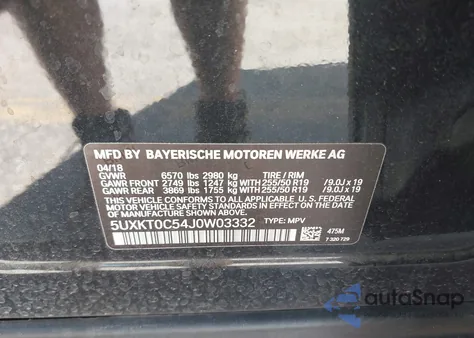 MFD BY BAYERISCHE MOTOREN WERKE AG
04/18
GVWR 6570 lbs 2980 kg TIRE / RIM
GAWR FRONT 2749 lbs 1247 kg WITH 255/50 R19 /9.0J x 19
GAWR REAR 3869 lbs 1755 kg WITH 255/50 R19 /9.0J x 19
THIS VEHICLE CONFORMS TO ALL APPLICABLE U. S. FEDERAL
MOTOR VEHICLE SAFETY STANDARDS IN EFFECT ON THE
DATE OF MANUFACTURE SHOWN ABOVE.
5UXKT0C54J0W03332 TYPE: MPV
475M
7 320 729
autoSnap